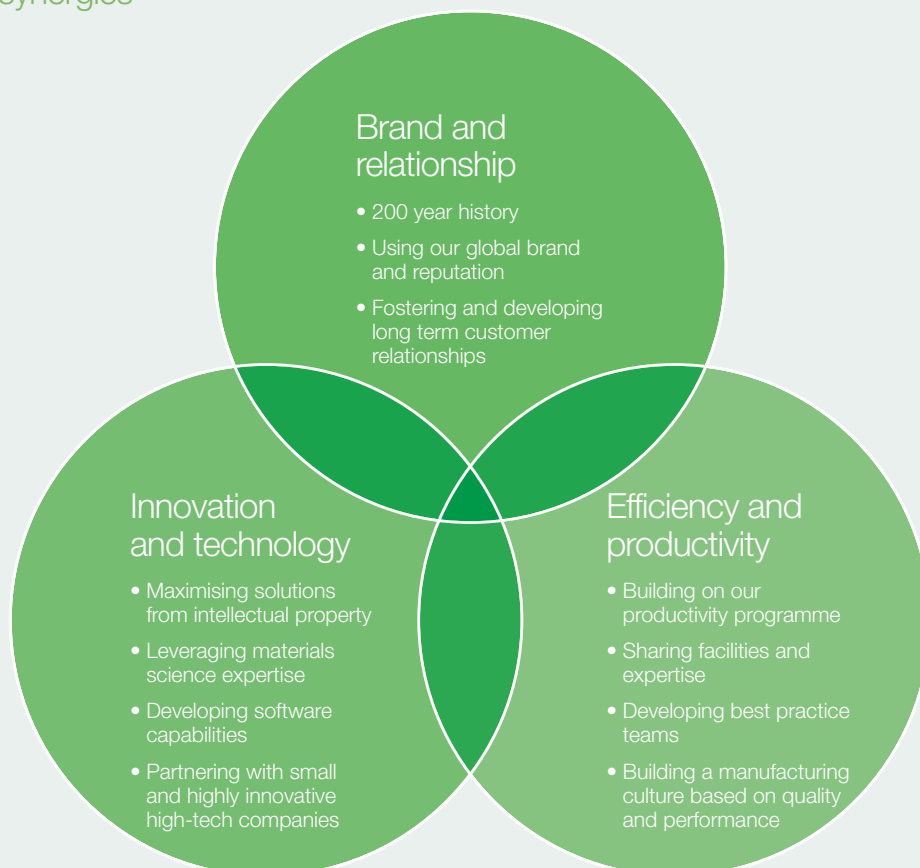 synergies
Brand and
relationship
• 200 year history
• Using our global brand
and reputation
• Fostering and developing
long term customer
relationships
Innovation
and technology
• Maximising solutions
from intellectual property
• Leveraging materials
science expertise
• Developing software
capabilities
• Partnering with small
and highly innovative
high-tech companies
Efficiency and
productivity
• Building on our
productivity programme
• Sharing facilities and
expertise
• Developing best practice
teams
• Building a manufacturing
culture based on quality
and performance